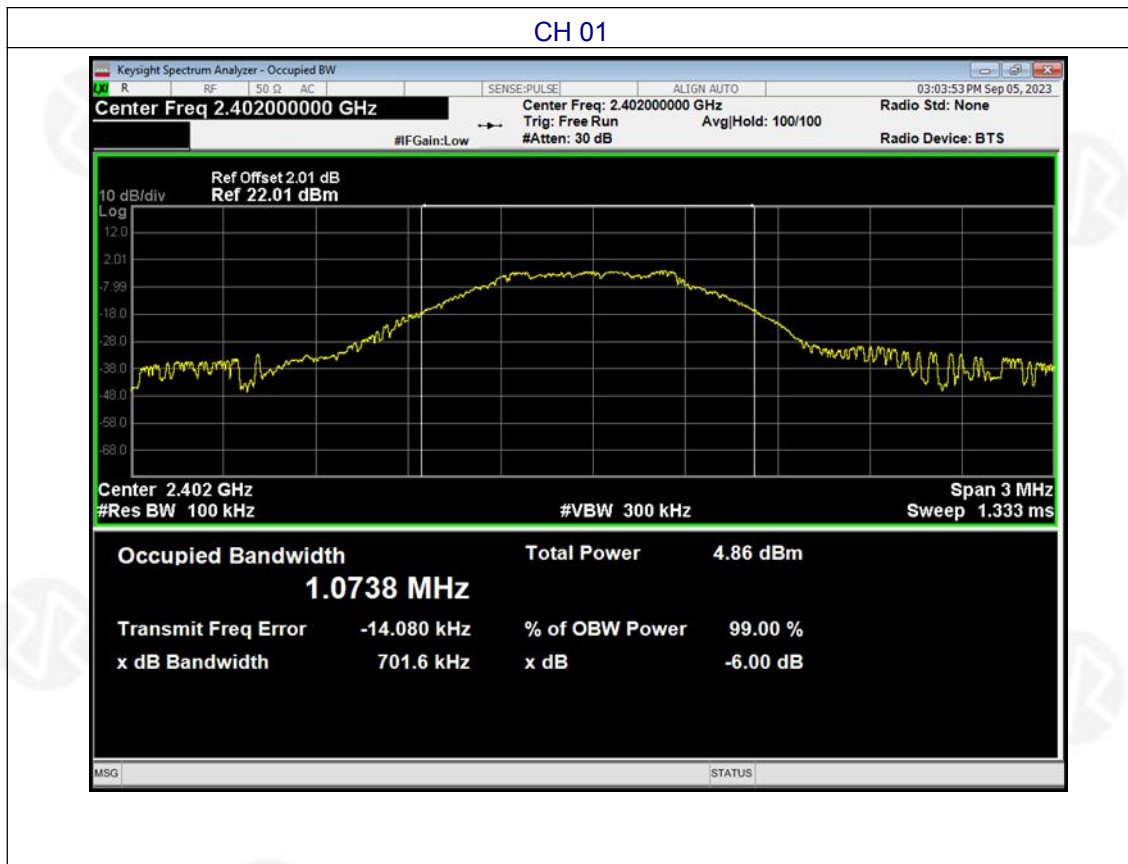 CH 01
Keysight Spectrum Analyzer - Occupied BW
LXI R RF 50 Ω AC SENSE:PULSE ALIGN AUTO 03:03:53 PM Sep 05, 2023
Center Freq 2.402000000 GHz Center Freq: 2.402000000 GHz Radio Std: None
Trig: Free Run Avg|Hold: 100/100
#IFGain:Low #Atten: 30 dB Radio Device: BTS
Ref Offset 2.01 dB
10 dB/div Ref 22.01 dBm
Log
12.0
2.01
-7.99
-18.0
-28.0
-38.0
-48.0
-58.0
-68.0
Center 2.402 GHz Span 3 MHz
#Res BW 100 kHz #VBW 300 kHz Sweep 1.333 ms
Occupied Bandwidth Total Power 4.86 dBm
1.0738 MHz
Transmit Freq Error -14.080 kHz % of OBW Power 99.00 %
x dB Bandwidth 701.6 kHz x dB -6.00 dB
MSG STATUS